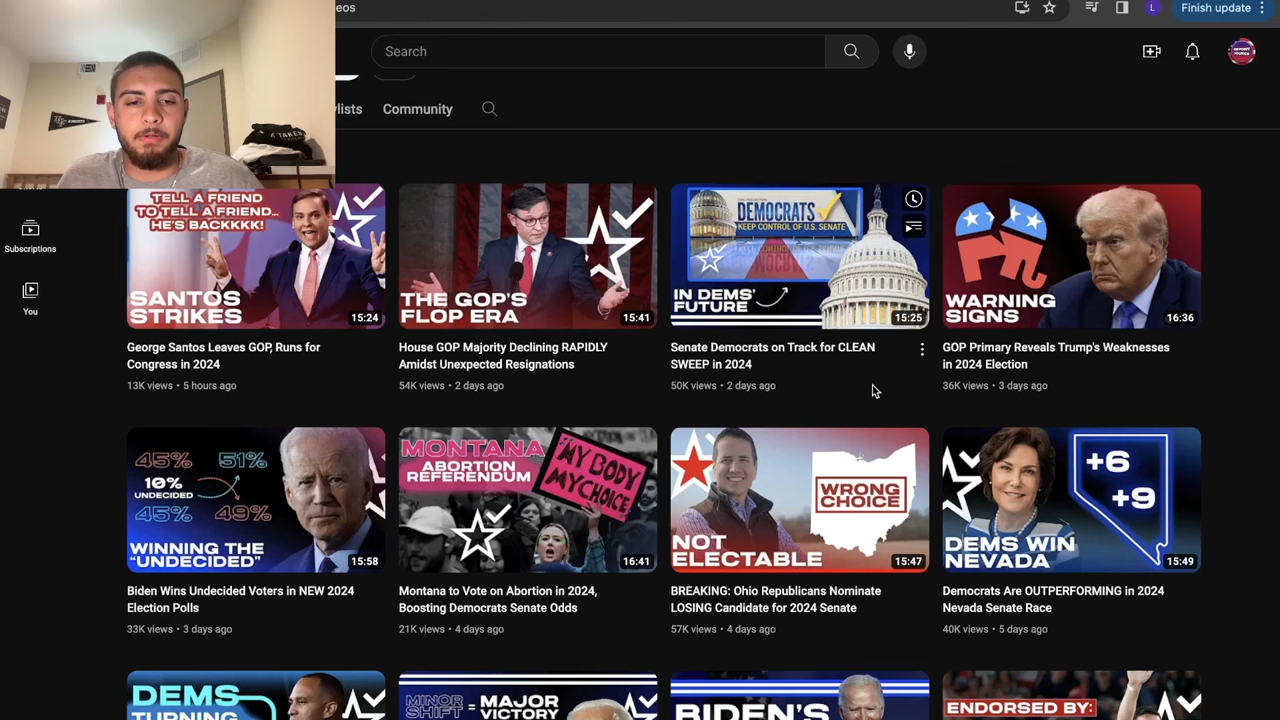 eos
Finish update
L
Search
lists
Community
Subscriptions
You
TELL A FRIEND
TO TELL A FRIEND...
HE'S BACKKKK!
SANTOS
STRIKES
15:24
George Santos Leaves GOP, Runs for
Congress in 2024
13K views • 5 hours ago
THE GOP'S
FLOP ERA
15:41
House GOP Majority Declining RAPIDLY
Amidst Unexpected Resignations
54K views • 2 days ago
DEMOCRATS
KEEP CONTROL OF U.S. SENATE
IN DEMS'
FUTURE
15:25
Senate Democrats on Track for CLEAN
SWEEP in 2024
50K views • 2 days ago
WARNING
SIGNS
16:36
GOP Primary Reveals Trump's Weaknesses
in 2024 Election
36K views • 3 days ago
45% 51%
10%
UNDECIDED
45% 49%
WINNING THE
"UNDECIDED"
15:58
Biden Wins Undecided Voters in NEW 2024
Election Polls
33K views • 3 days ago
MONTANA
ABORTION
REFERENDUM
MY BODY
MY CHOICE
16:41
Montana to Vote on Abortion in 2024,
Boosting Democrats Senate Odds
21K views • 4 days ago
WRONG
CHOICE
NOT
ELECTABLE
15:47
BREAKING: Ohio Republicans Nominate
LOSING Candidate for 2024 Senate
57K views • 4 days ago
+6
+9
DEMS WIN
NEVADA
15:49
Democrats Are OUTPERFORMING in 2024
Nevada Senate Race
40K views • 5 days ago
DEMS
TURNING
MINOR
SHIFT = MAJOR
VICTORY
BIDEN'S
ENDORSED BY: